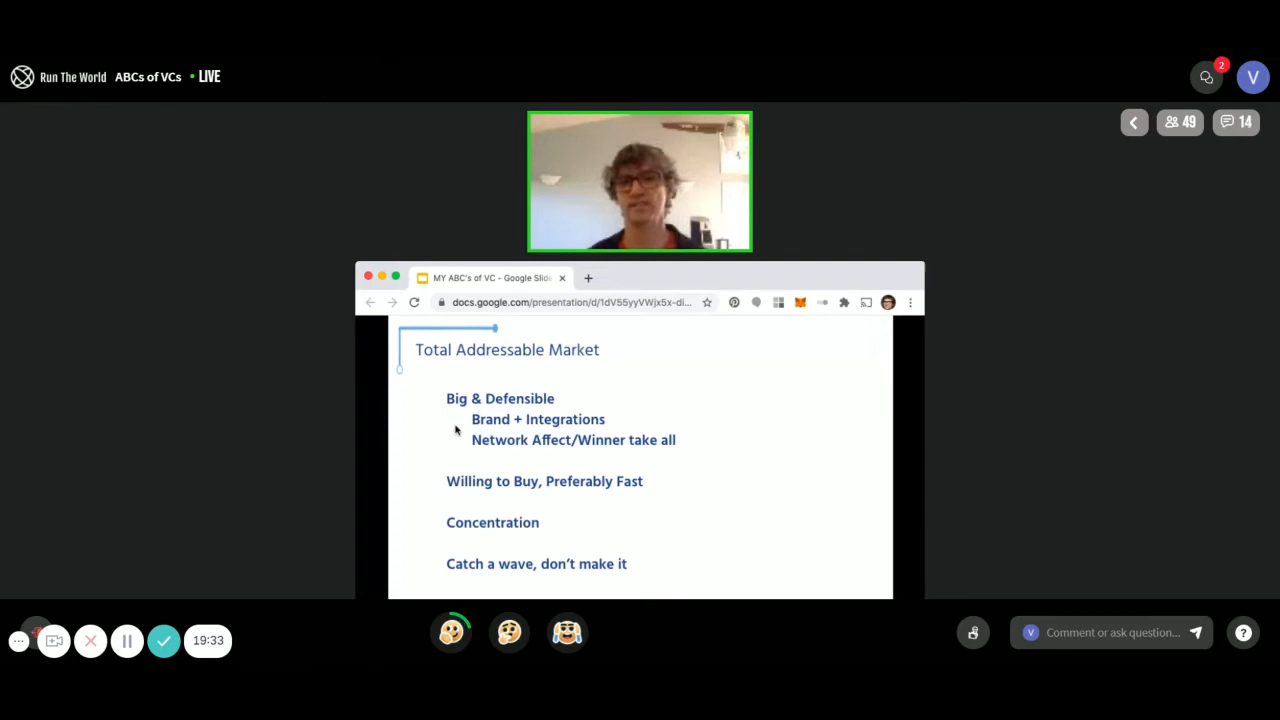 Run The World ABCs of VCs • LIVE
2
V
49
14
MY ABC's of VC - Google Slide
docs.google.com/presentation/d/1dV55yyVWjx5x-di...
Total Addressable Market
Big & Defensible
Brand + Integrations
Network Affect/Winner take all
Willing to Buy, Preferably Fast
Concentration
Catch a wave, don't make it
19:33
V
Comment or ask question...
?